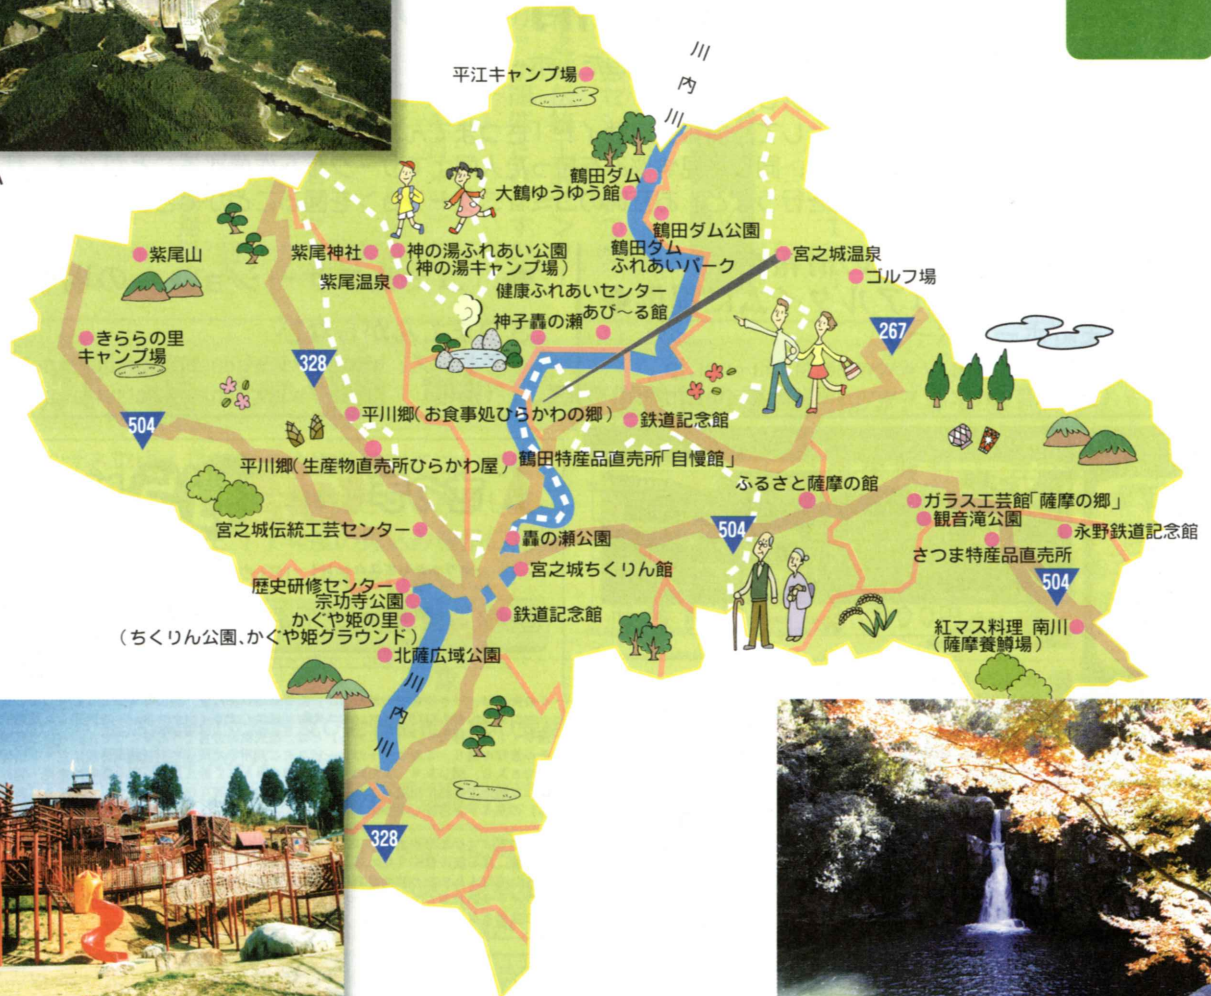 平江キャンプ場
川内川
鶴田ダム
大鶴ゆうゆう館
鶴田ダム公園
鶴田ダム
ふれあいパーク
宮之城温泉
ゴルフ場
紫尾山
紫尾神社
神の湯ふれあい公園
(神の湯キャンプ場)
紫尾温泉
健康ふれあいセンター
あび〜る館
神子轟の瀬
267
きららの里
キャンプ場
328
504
平川郷(お食事処ひらかわの郷)
鉄道記念館
平川郷(生産物直売所ひらかわ屋)
鶴田特産品直売所「自慢館」
ふるさと薩摩の館
ガラス工芸館「薩摩の郷」
観音滝公園
永野鉄道記念館
さつま特産品直売所
504
504
宮之城伝統工芸センター
轟の瀬公園
宮之城ちくりん館
歴史研修センター
宗功寺公園
かぐや姫の里
(ちくりん公園、かぐや姫グラウンド)
鉄道記念館
北薩広域公園
紅マス料理 南川
(薩摩養鱒場)
川内川
328